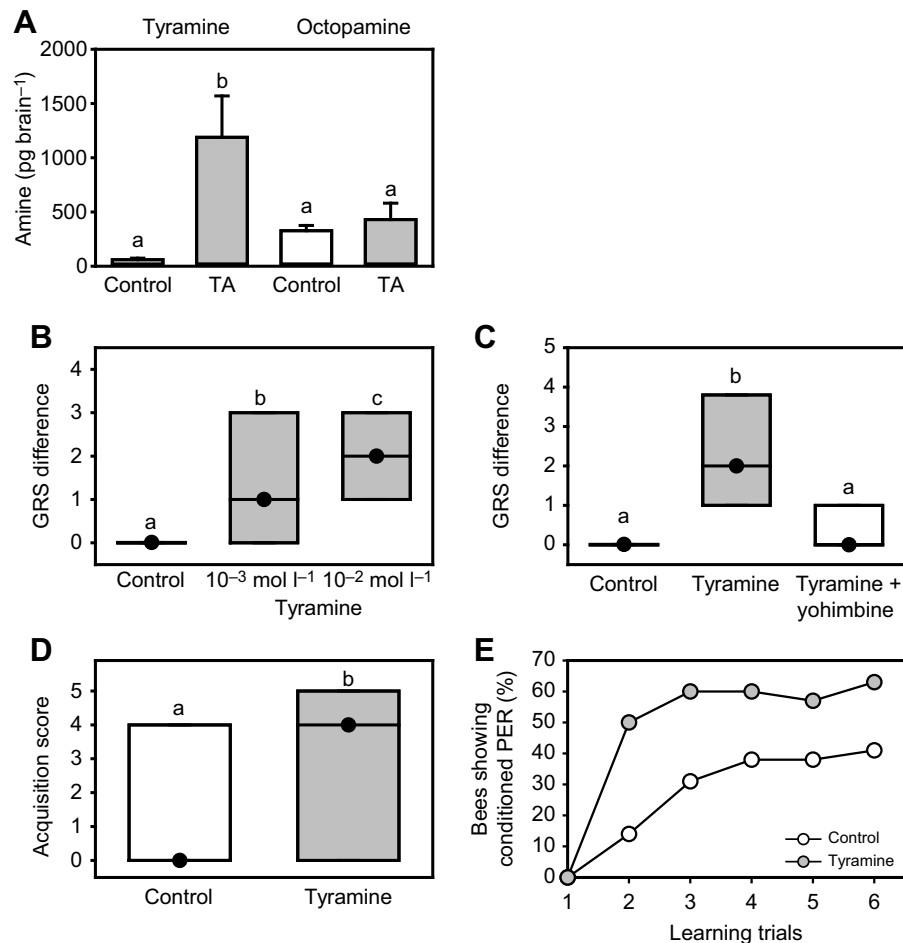 A
Tyramine Octopamine
Amine (pg brain⁻¹)
2000
1500
1000
500
0
a
b
a
a
Control TA Control TA
B
GRS difference
4
3
2
1
0
a
b
c
Control 10⁻³ mol l⁻¹ 10⁻² mol l⁻¹
Tyramine
C
GRS difference
5
4
3
2
1
0
a
b
a
Control Tyramine Tyramine +
yohimbine
D
Acquisition score
5
4
3
2
1
0
a
b
Control Tyramine
E
Bees showing
conditioned PER (%)
70
60
50
40
30
20
10
0
Control
Tyramine
1 2 3 4 5 6
Learning trials